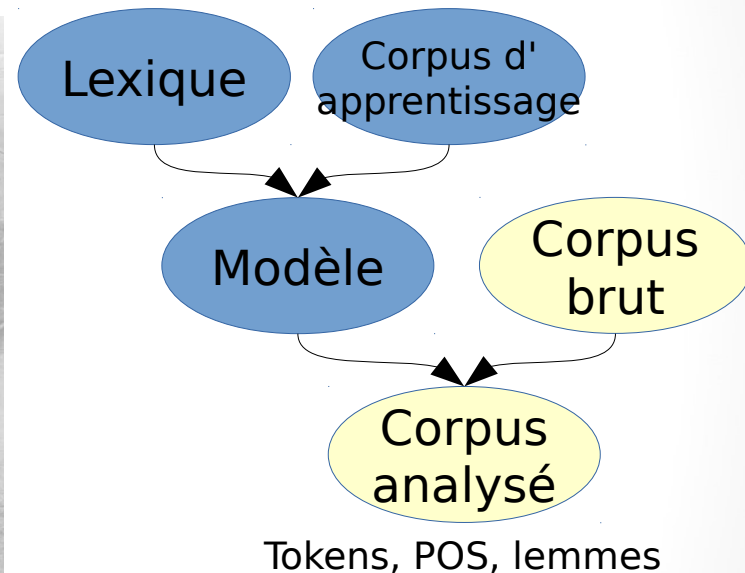 Lexique
Corpus d'
apprentissage
Modèle
Corpus
brut
Corpus
analysé
Tokens, POS, lemmes